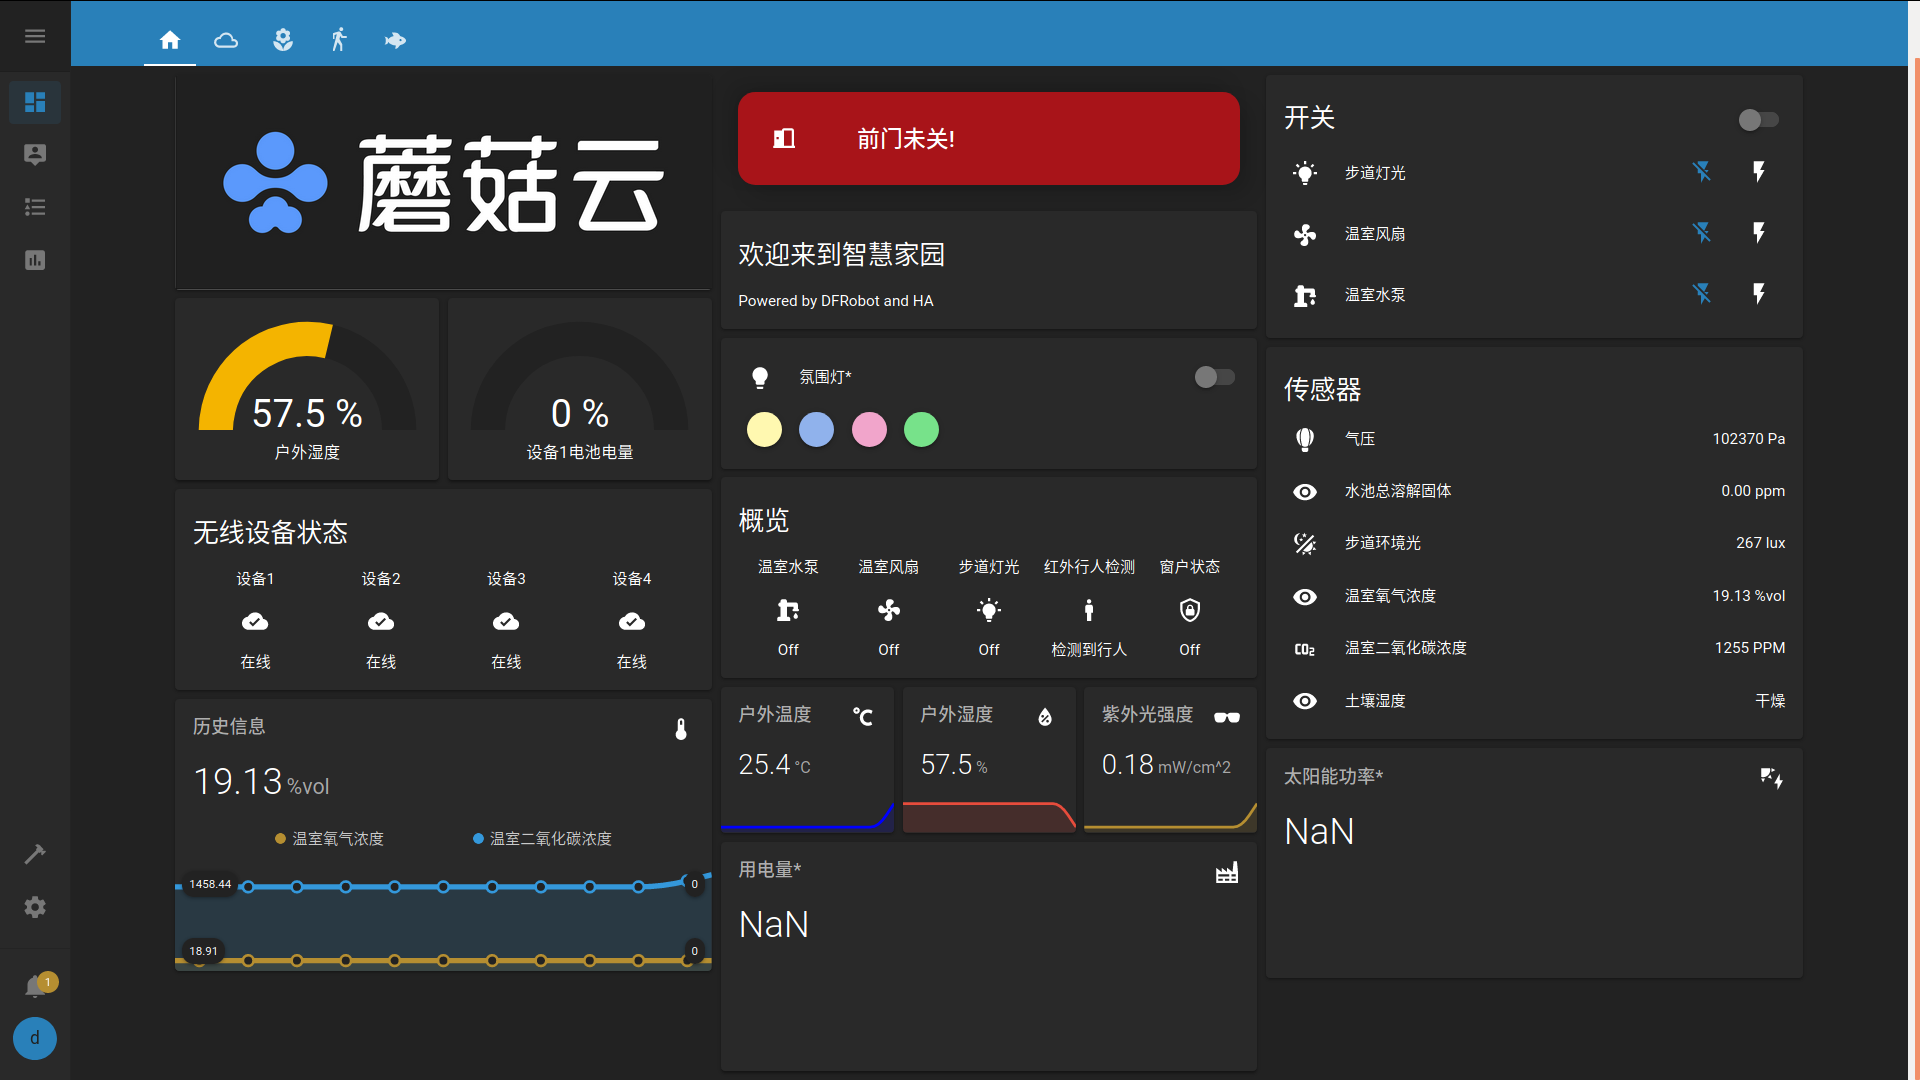 蘑菇云
57.5 %
户外湿度
0 %
设备1电池电量
无线设备状态
设备1 设备2 设备3 设备4
在线 在线 在线 在线
历史信息
19.13 %vol
温室氧气浓度 温室二氧化碳浓度
1458.44 0
18.91 0
前门未关!
欢迎来到智慧家园
Powered by DFRobot and HA
氛围灯*
概览
温室水泵 温室风扇 步道灯光 红外行人检测 窗户状态
Off Off Off 检测到行人 Off
户外温度 °C
25.4 °C
户外湿度
57.5 %
紫外光强度
0.18 mW/cm^2
用电量*
NaN
开关
步道灯光
温室风扇
温室水泵
传感器
气压 102370 Pa
水池总溶解固体 0.00 ppm
步道环境光 267 lux
温室氧气浓度 19.13 %vol
CO2 温室二氧化碳浓度 1255 PPM
土壤湿度 干燥
太阳能功率*
NaN
1
d